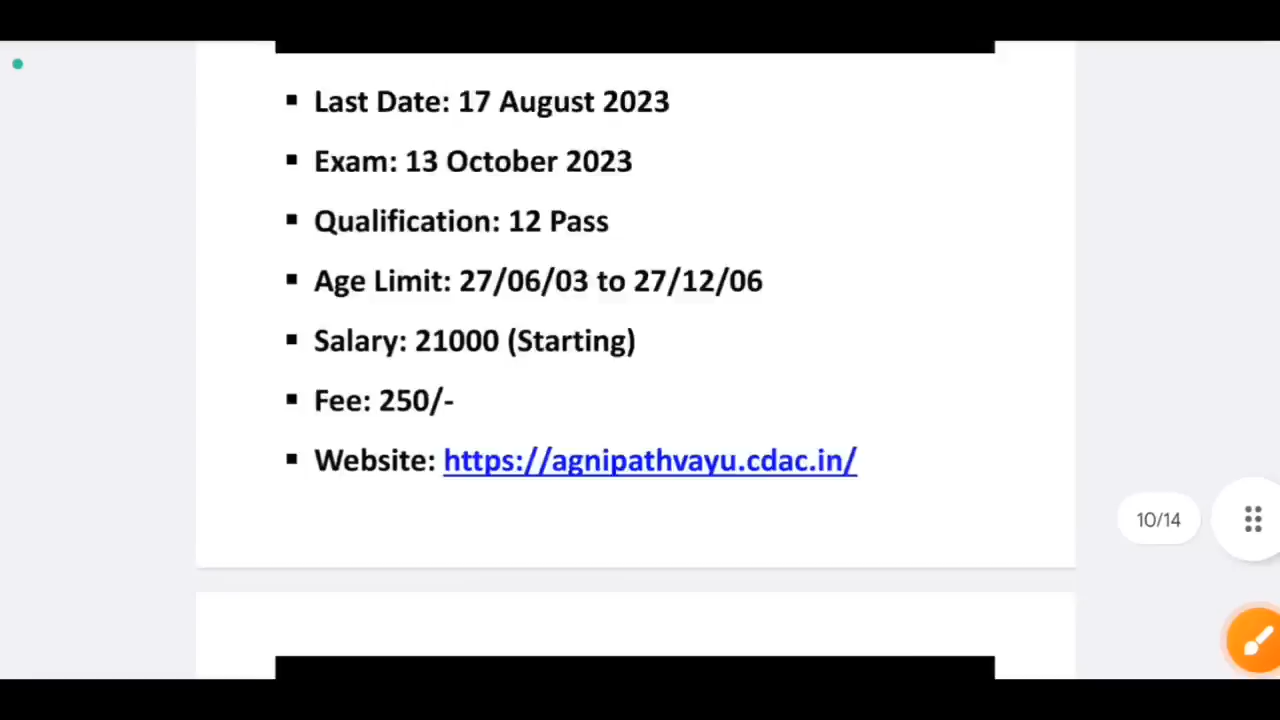 ▪ Last Date: 17 August 2023
▪ Exam: 13 October 2023
▪ Qualification: 12 Pass
▪ Age Limit: 27/06/03 to 27/12/06
▪ Salary: 21000 (Starting)
▪ Fee: 250/-
▪ Website: https://agnipathvayu.cdac.in/
10/14